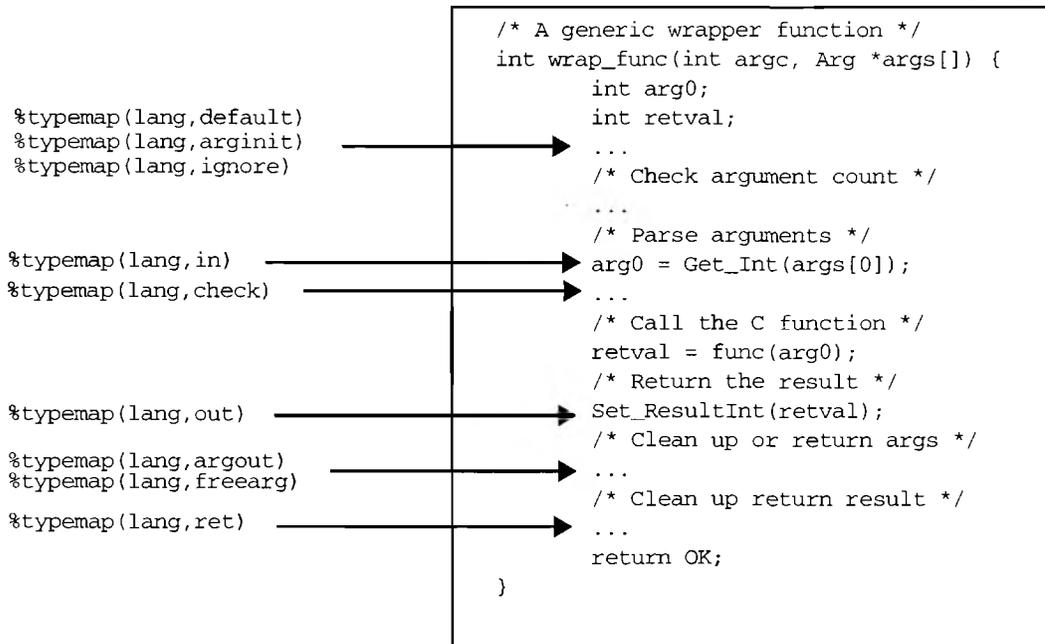 /* A generic wrapper function */
int wrap_func(int argc, Arg *args[]) {
int arg0;
int retval;
%typemap(lang,default)
%typemap(lang,arginit)
%typemap(lang,ignore)
...
/* Check argument count */
...
/* Parse arguments */
%typemap(lang,in)
arg0 = Get_Int(args[0]);
%typemap(lang,check)
...
/* Call the C function */
retval = func(arg0);
/* Return the result */
%typemap(lang,out)
Set_ResultInt(retval);
/* Clean up or return args */
%typemap(lang,argout)
%typemap(lang,freearg)
...
/* Clean up return result */
%typemap(lang,ret)
...
return OK;
}